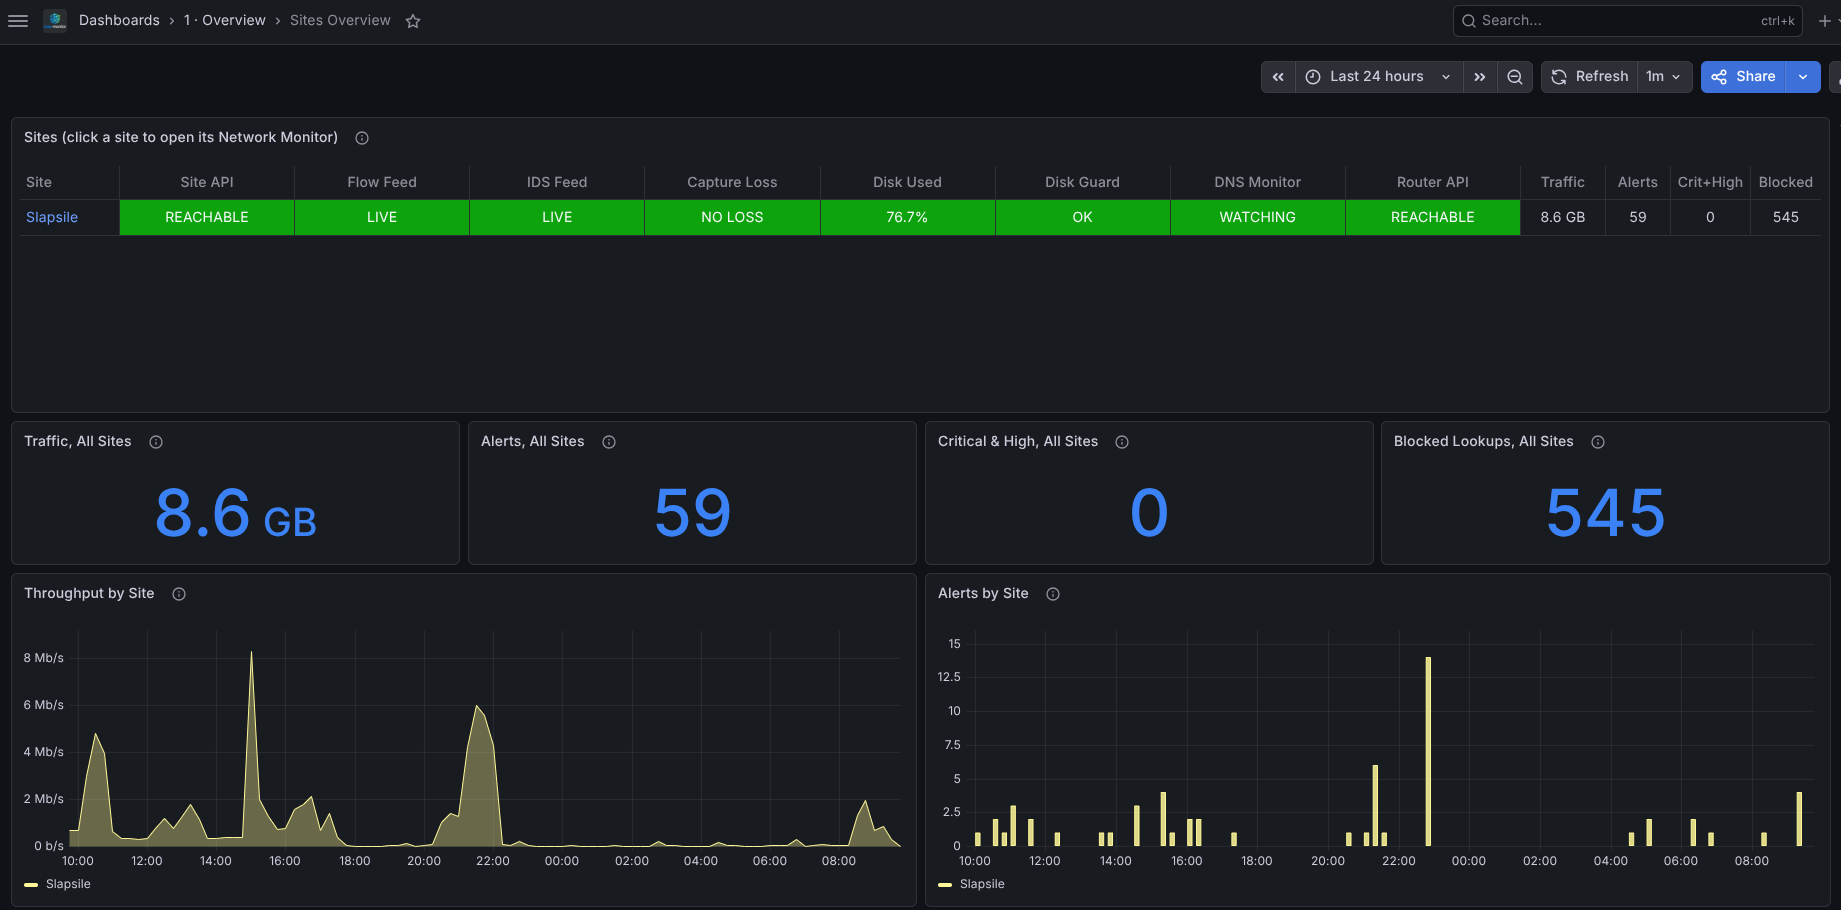 Dashboards › 1 · Overview › Sites Overview
Search... ctrl+k
Last 24 hours Refresh 1m Share
Sites (click a site to open its Network Monitor)
Site Site API Flow Feed IDS Feed Capture Loss Disk Used Disk Guard DNS Monitor Router API Traffic Alerts Crit+High Blocked
Slapsile REACHABLE LIVE LIVE NO LOSS 76.7% OK WATCHING REACHABLE 8.6 GB 59 0 545
Traffic, All Sites
8.6 GB
Alerts, All Sites
59
Critical & High, All Sites
0
Blocked Lookups, All Sites
545
Throughput by Site
8 Mb/s
6 Mb/s
4 Mb/s
2 Mb/s
0 b/s
10:00 12:00 14:00 16:00 18:00 20:00 22:00 00:00 02:00 04:00 06:00 08:00
Slapsile
Alerts by Site
15
12.5
10
7.5
5
2.5
0
10:00 12:00 14:00 16:00 18:00 20:00 22:00 00:00 02:00 04:00 06:00 08:00
Slapsile